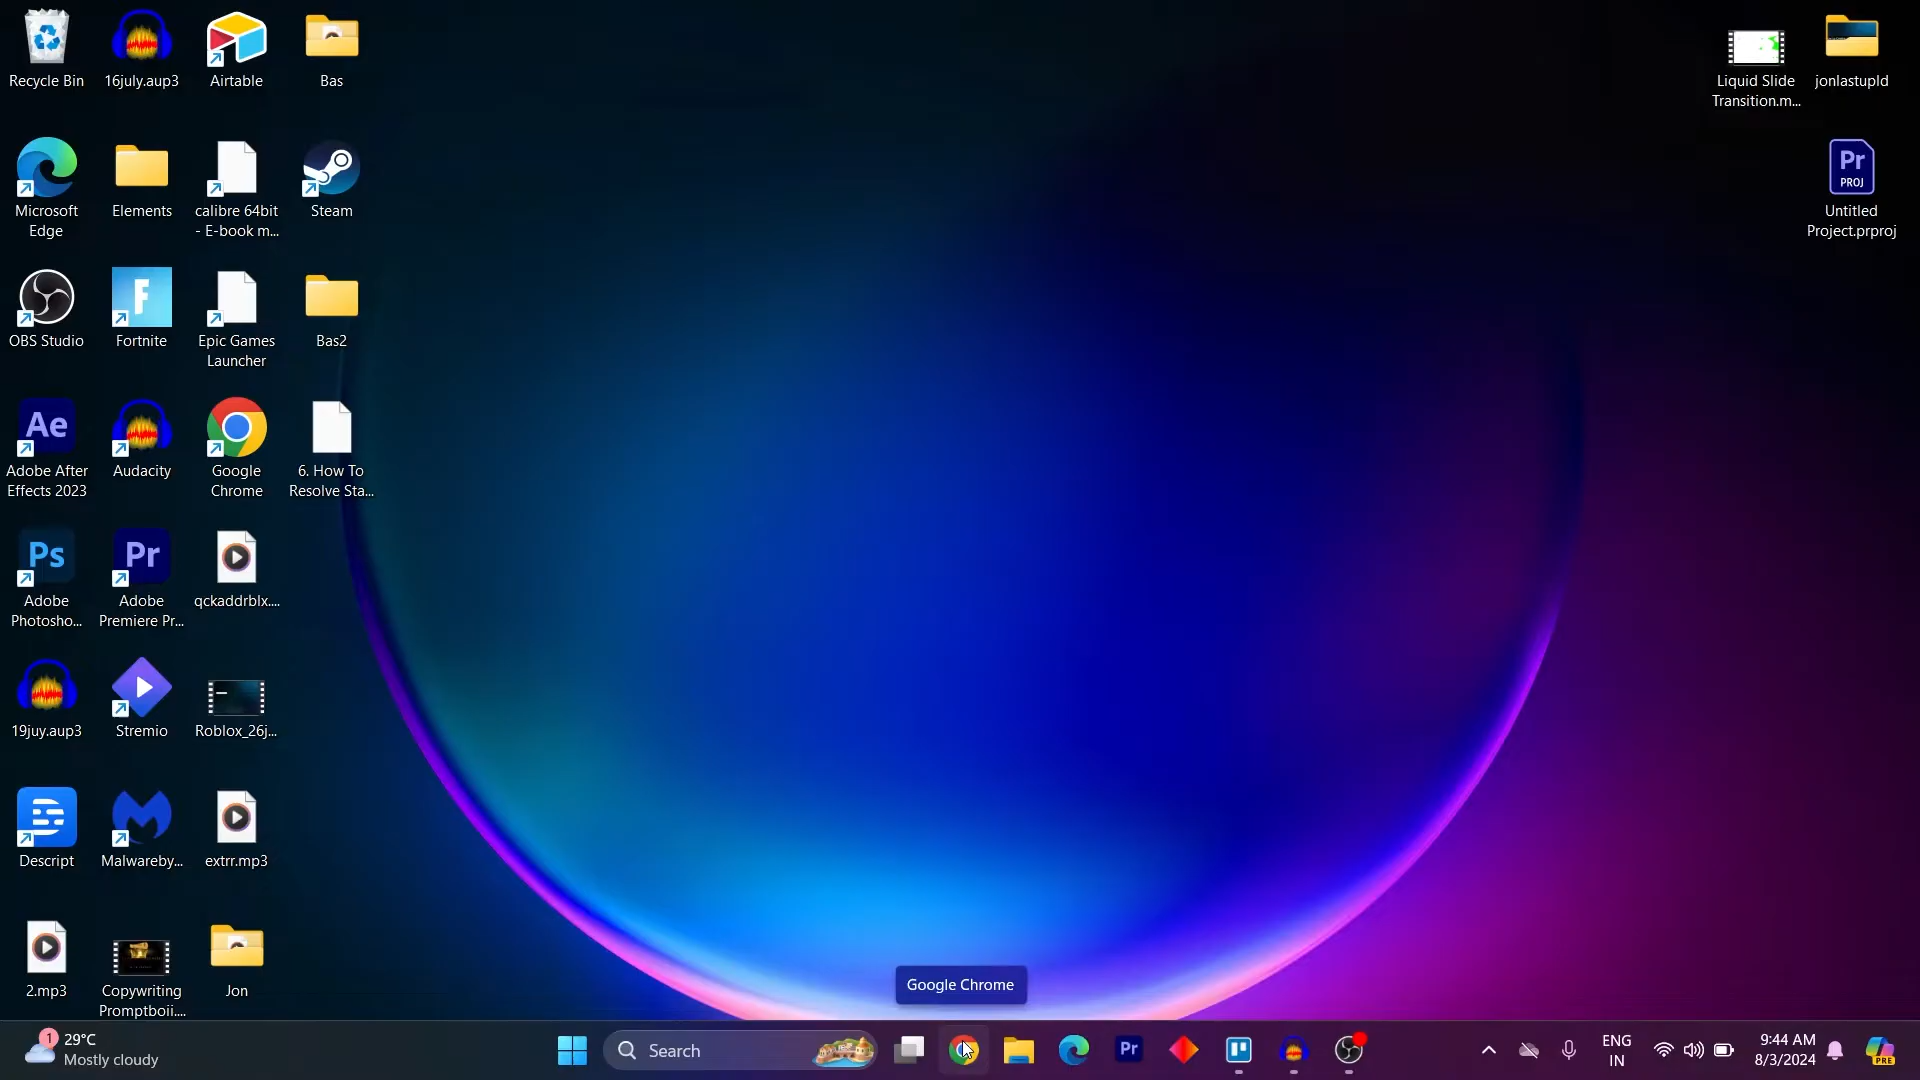 Recycle Bin
16july.aup3
Airtable
Bas
Liquid Slide
Transition.m...
jonlastupld
Microsoft
Edge
Elements
calibre 64bit
- E-book m...
Steam
Pr
PROJ
Untitled
Project.prproj
OBS Studio
F
Fortnite
Epic Games
Launcher
Bas2
Ae
Adobe After
Effects 2023
Audacity
Google
Chrome
6. How To
Resolve Sta...
Ps
Adobe
Photosho...
Pr
Adobe
Premiere Pr...
qckaddrblx....
19juy.aup3
Stremio
Roblox_26j...
Descript
Malwareby...
extrr.mp3
2.mp3
Copywriting
Promptboii....
Jon
Google Chrome
1
29°C
Mostly cloudy
Search
Pr
ENG
IN
9:44 AM
8/3/2024
PRE